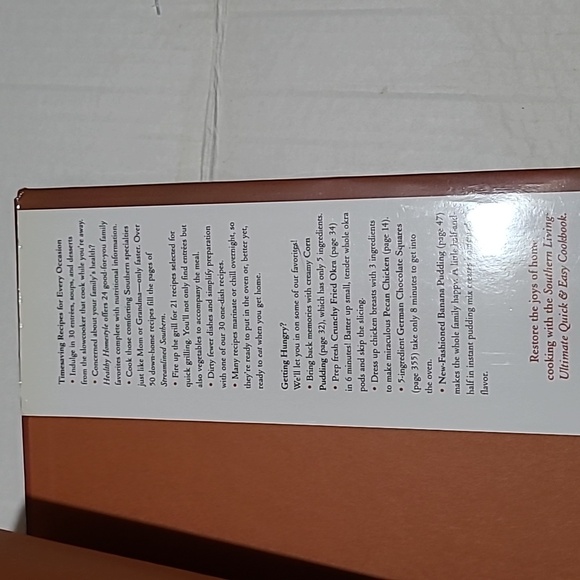 Timesaving Recipes for Every Occasion
• Indulge in 30 entrées, soups, and desserts
from the slowcooker that cook while you're away.
• Concerned about your family's health?
Healthy Homestyle offers 24 good-for-you family
favorites complete with nutritional information.
• Cook those comforting Southern specialties
just like Mom or Grandma—only faster. Over
50 down-home recipes fill the pages of
Streamlined Southern.
• Fire up the grill for 21 recipes selected for
quick grilling. You'll not only find entrées but
also vegetables to accompany the meal.
• Dirty fewer dishes and simplify preparation
with one of our 30 one-dish recipes.
• Many recipes marinate or chill overnight, so
they're ready to put in the oven or, better yet,
ready to eat when you get home.
Getting Hungry?
We'll let you in on some of our favorites!
• Bring back memories with creamy Corn
Pudding (page 32), which has only 5 ingredients.
• Prep fresh Crunchy Fried Okra (page 34)
in 6 minutes! Batter up small, tender whole okra
pods and skip the slicing.
• Dress up chicken breasts with 3 ingredients
to make miraculous Pecan Chicken (page 14).
• 5-ingredient German Chocolate Squares
(page 355) take only 8 minutes to get into
the oven.
• New-Fashioned Banana Pudding (page 47)
makes the whole family happy. A little half-and-
half in instant pudding mix creates
flavor.
Restore the joys of home
cooking with the Southern Living
Ultimate Quick & Easy Cookbook.